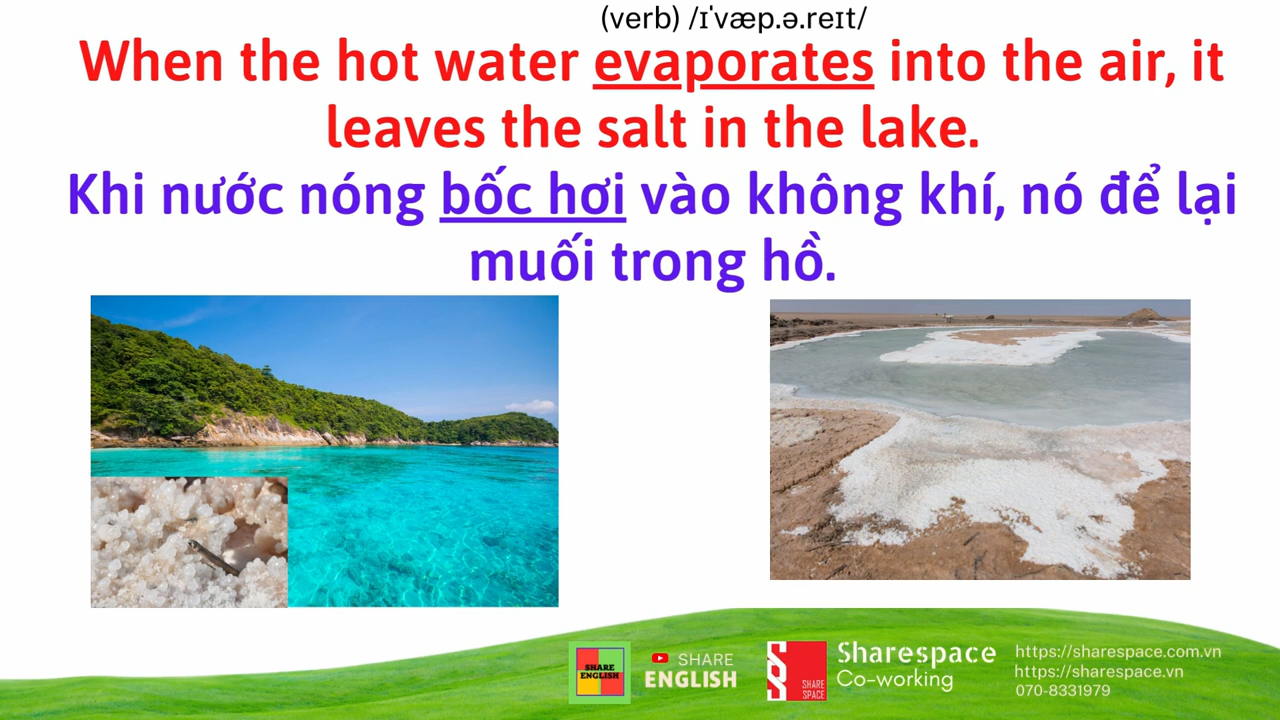 (verb) /ɪˈvæp.ə.reɪt/
When the hot water evaporates into the air, it
leaves the salt in the lake.
Khi nước nóng bốc hơi vào không khí, nó để lại
muối trong hồ.
SHARE
ENGLISH
SHARE
ENGLISH
SHARE
SPACE
Sharespace
Co-working
https://sharespace.com.vn
https://sharespace.vn
070-8331979